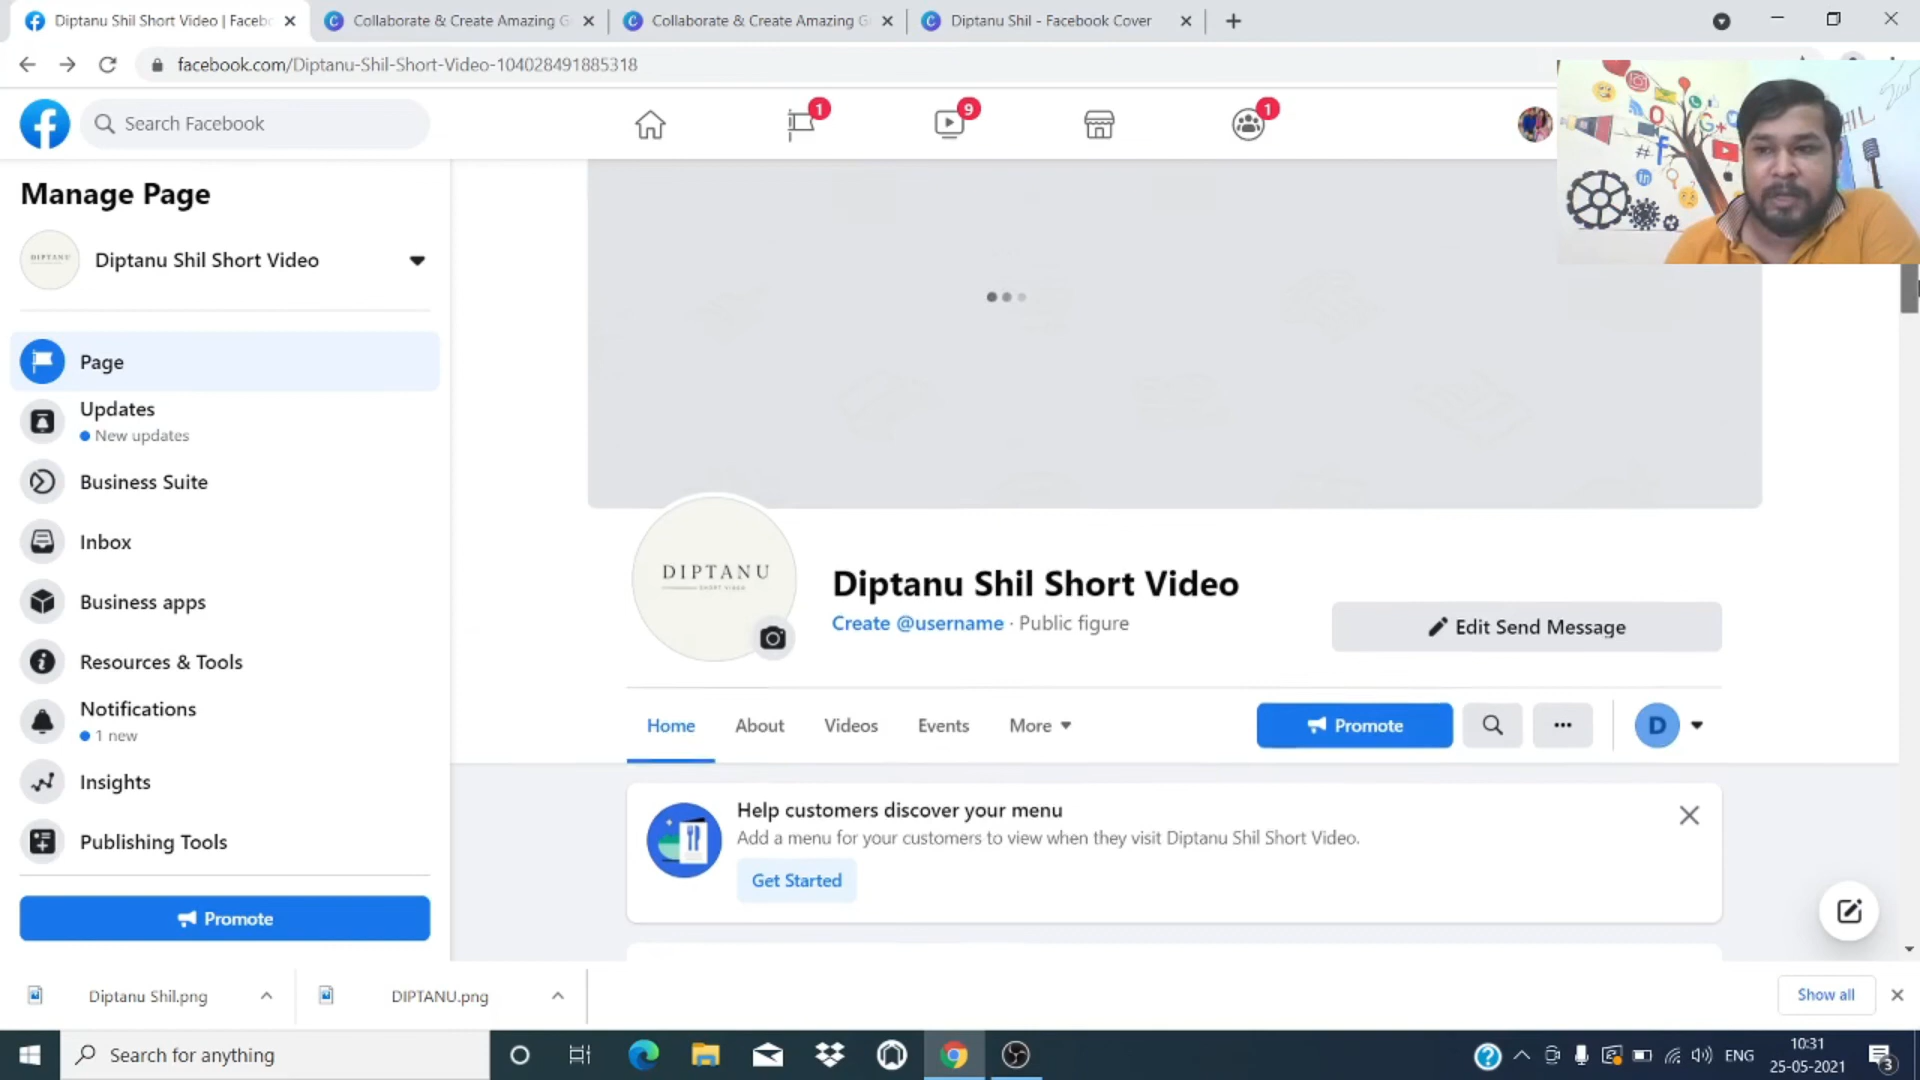 Diptanu Shil Short Video | Faceb
Collaborate & Create Amazing G
Collaborate & Create Amazing G
Diptanu Shil - Facebook Cover
facebook.com/Diptanu-Shil-Short-Video-104028491885318
Search Facebook
1
9
1
Manage Page
DIPTANU
Diptanu Shil Short Video
Page
Updates
New updates
Business Suite
Inbox
Business apps
Resources & Tools
Notifications
1 new
Insights
Publishing Tools
Promote
DIPTANU
SHORT VIDEO
Diptanu Shil Short Video
Create @username · Public figure
Edit Send Message
Home
About
Videos
Events
More
Promote
D
Help customers discover your menu
Add a menu for your customers to view when they visit Diptanu Shil Short Video.
Get Started
Diptanu Shil.png
DIPTANU.png
Show all
Search for anything
ENG
10:31
25-05-2021
3